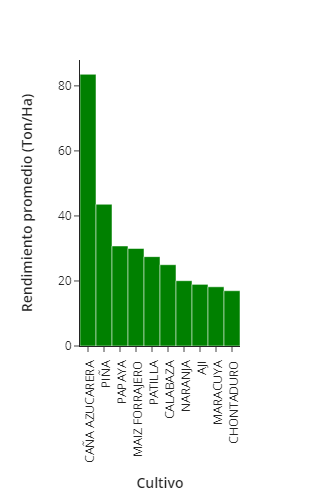 Rendimiento promedio (Ton/Ha)
80
60
40
20
0
CAÑA AZUCARERA
PIÑA
PAPAYA
MAIZ FORRAJERO
PATILLA
CALABAZA
NARANJA
AJI
MARACUYA
CHONTADURO
Cultivo